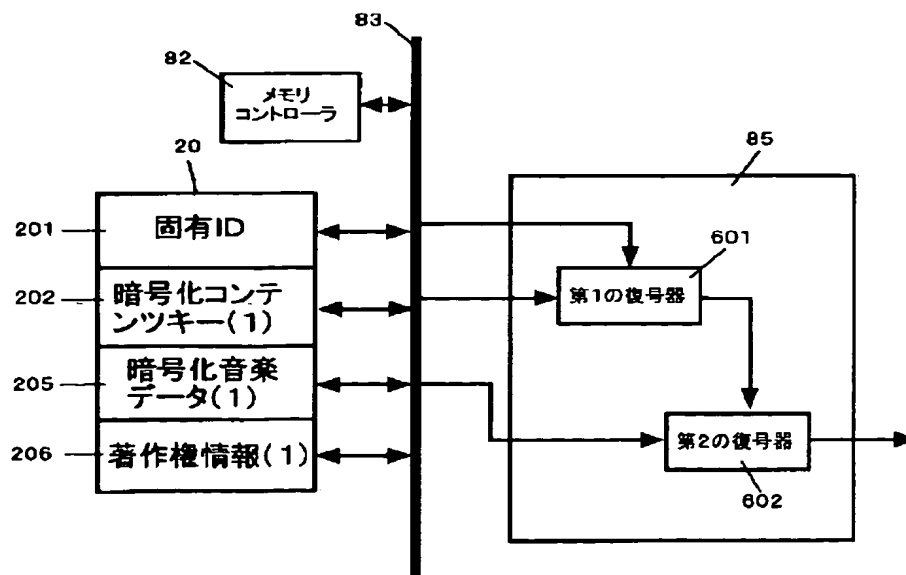 83
82
メモリ
コントローラ
20
85
201
固有ID
601
202
暗号化コンテ
ンツキー(1)
第1の復号器
205
暗号化音楽
データ(1)
206
著作権情報(1)
第2の復号器
602